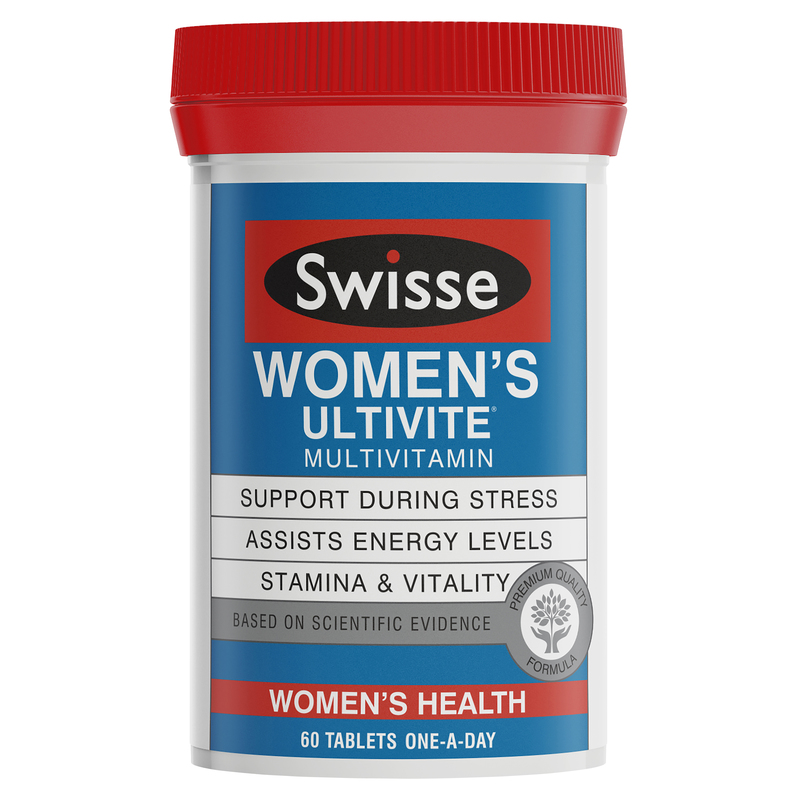 Swisse
WOMEN'S
ULTIVITE®
MULTIVITAMIN
SUPPORT DURING STRESS
ASSISTS ENERGY LEVELS
STAMINA & VITALITY
PREMIUM QUALITY
FORMULA
BASED ON SCIENTIFIC EVIDENCE
WOMEN'S HEALTH
60 TABLETS ONE-A-DAY